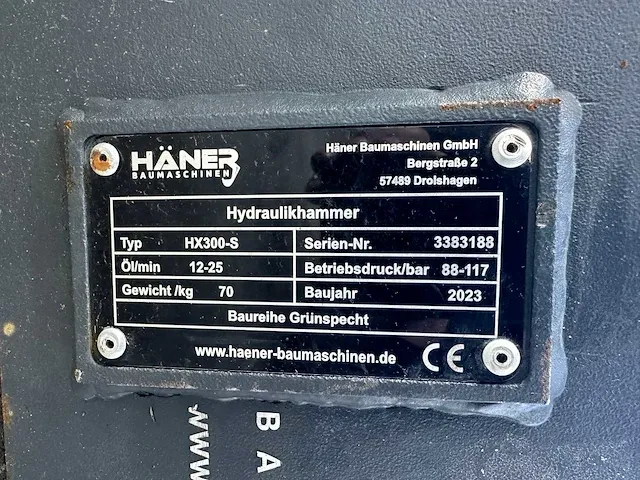 HÄNER
BAUMASCHINEN
Häner Baumaschinen GmbH
Bergstraße 2
57489 Drolshagen
Hydraulikhammer
Typ HX300-S Serien-Nr. 3383188
Öl/min 12-25 Betriebsdruck/bar 88-117
Gewicht /kg 70 Baujahr 2023
Baureihe Grünspecht
www.haener-baumaschinen.de CE
B A
www.